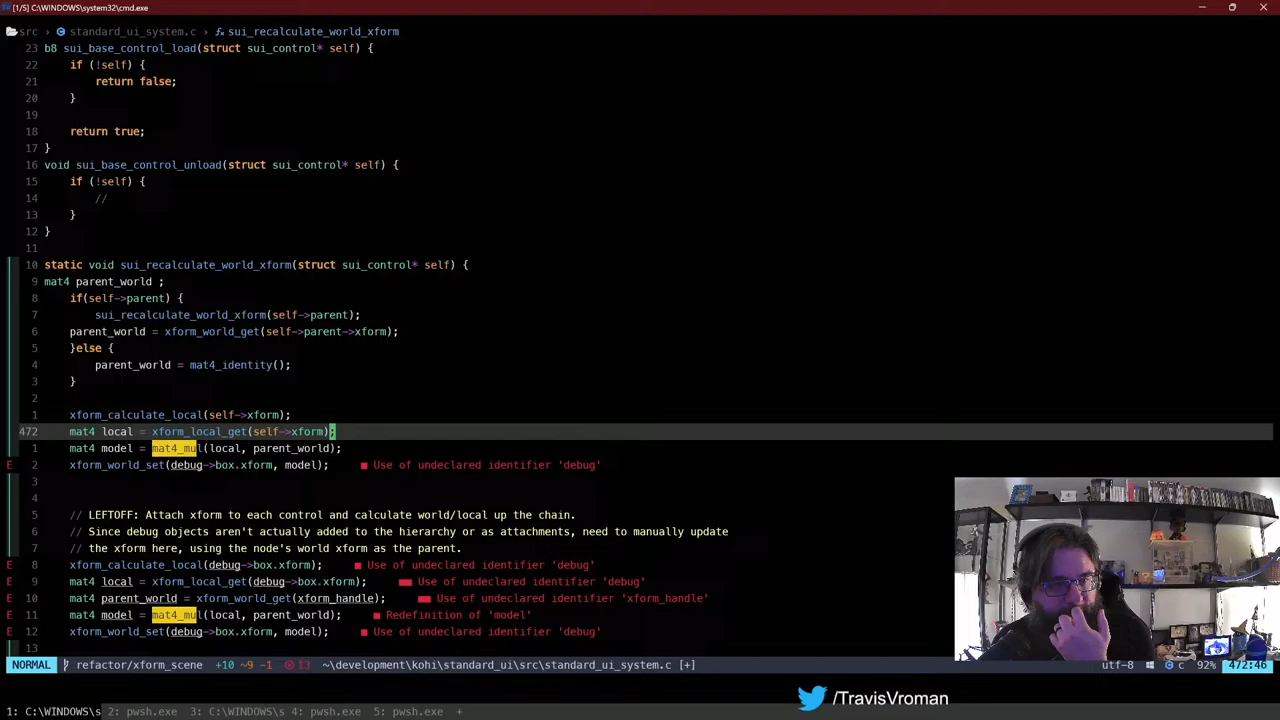 [1/5] C:\WINDOWS\system32\cmd.exe
src › standard_ui_system.c › sui_recalculate_world_xform
23 b8 sui_base_control_load(struct sui_control* self) {
22 if (!self) {
21 return false;
20 }
19
18 return true;
17 }
16 void sui_base_control_unload(struct sui_control* self) {
15 if (!self) {
14 //
13 }
12 }
11
10 static void sui_recalculate_world_xform(struct sui_control* self) {
9 mat4 parent_world ;
8 if(self->parent) {
7 sui_recalculate_world_xform(self->parent);
6 parent_world = xform_world_get(self->parent->xform);
5 }else {
4 parent_world = mat4_identity();
3 }
2
1 xform_calculate_local(self->xform);
472 mat4 local = xform_local_get(self->xform);
1 mat4 model = mat4_mul(local, parent_world);
E 2 xform_world_set(debug->box.xform, model); ■ Use of undeclared identifier 'debug'
3
4
5 // LEFTOFF: Attach xform to each control and calculate world/local up the chain.
6 // Since debug objects aren't actually added to the hierarchy or as attachments, need to manually update
7 // the xform here, using the node's world xform as the parent.
E 8 xform_calculate_local(debug->box.xform); ■ Use of undeclared identifier 'debug'
E 9 mat4 local = xform_local_get(debug->box.xform); ■■ Use of undeclared identifier 'debug'
E 10 mat4 parent_world = xform_world_get(xform_handle); ■■ Use of undeclared identifier 'xform_handle'
E 11 mat4 model = mat4_mul(local, parent_world); ■ Redefinition of 'model'
E 12 xform_world_set(debug->box.xform, model); ■ Use of undeclared identifier 'debug'
13
NORMAL refactor/xform_scene +10 ~9 -1 13 ~\development\kohi\standard_ui\src\standard_ui_system.c [+] utf-8 c 92% 472:46
/TravisVroman
1: C:\WINDOWS\s 2: pwsh.exe 3: C:\WINDOWS\s 4: pwsh.exe 5: pwsh.exe +